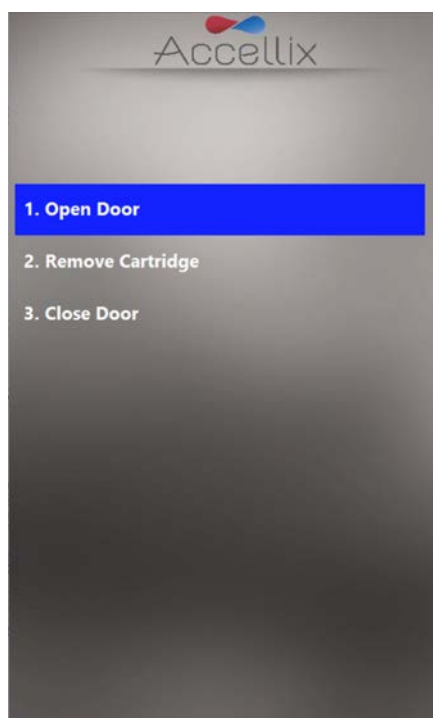 Accellix
1. Open Door
2. Remove Cartridge
3. Close Door